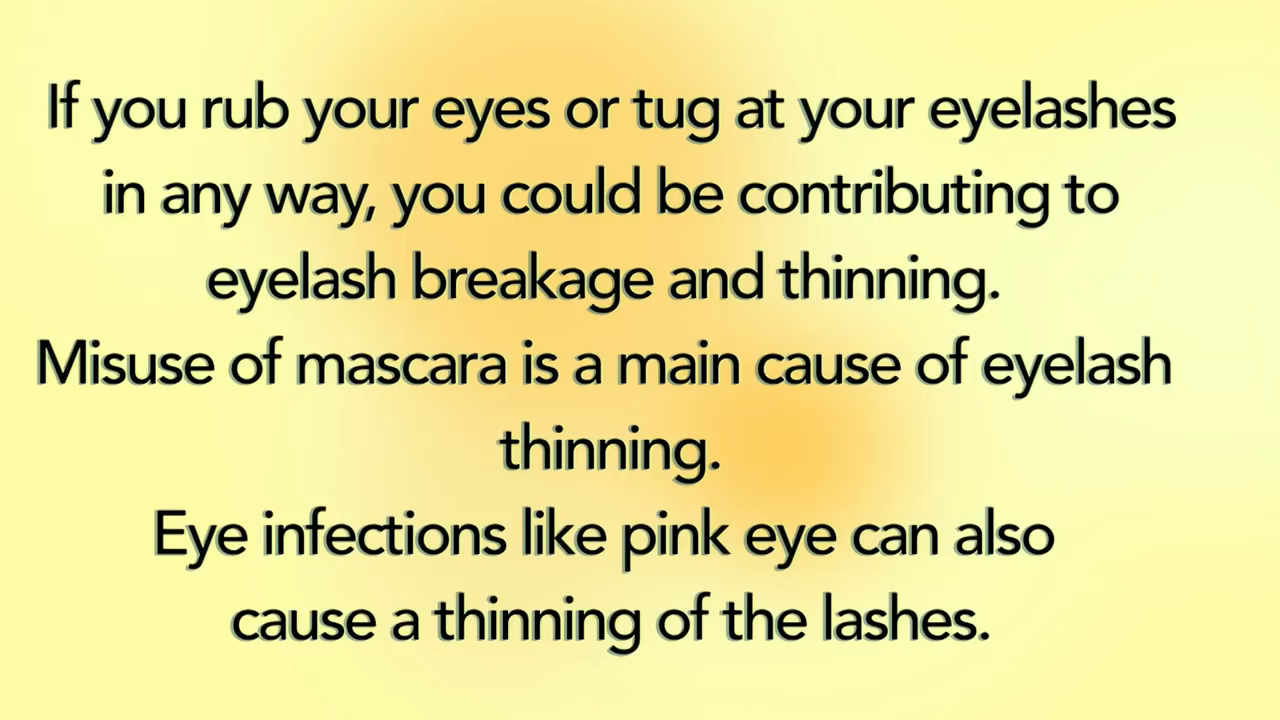 If you rub your eyes or tug at your eyelashes
in any way, you could be contributing to
eyelash breakage and thinning.
Misuse of mascara is a main cause of eyelash
thinning.
Eye infections like pink eye can also
cause a thinning of the lashes.